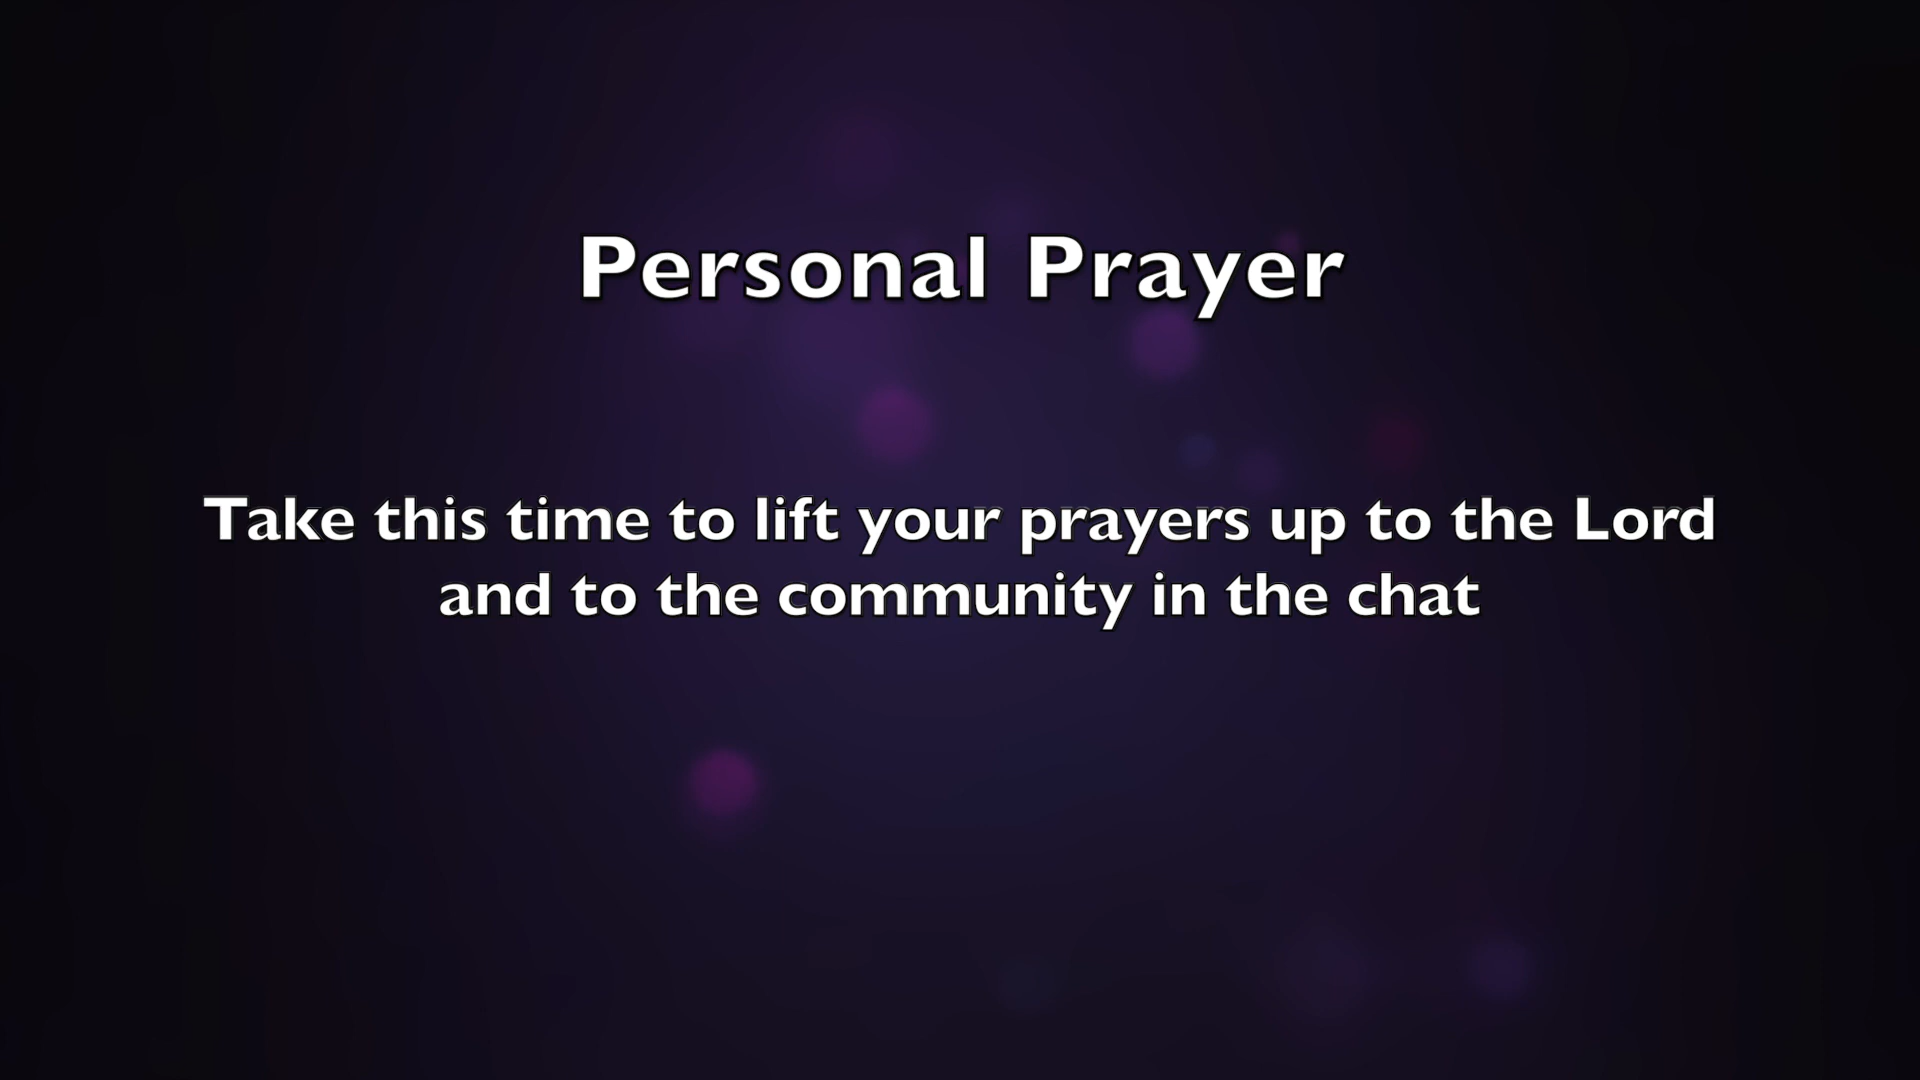 Personal Prayer
Take this time to lift your prayers up to the Lord
and to the community in the chat